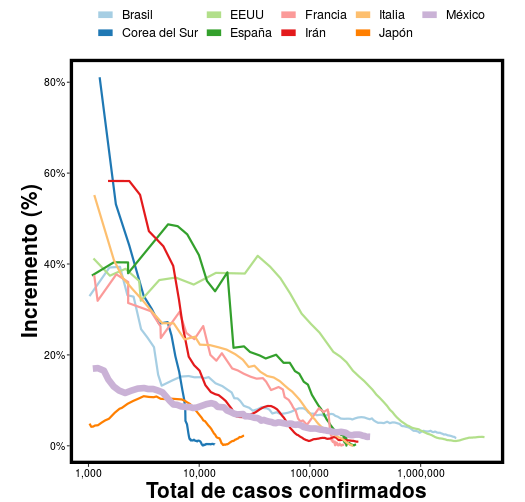 Brasil EEUU Francia Italia México
Corea del Sur España Irán Japón
80%
60%
40%
20%
0%
Incremento (%)
1,000 10,000 100,000 1,000,000
Total de casos confirmados